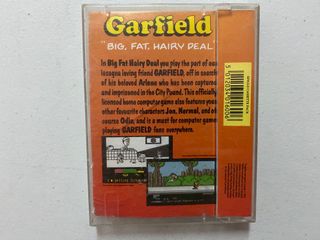 Garfield
"BIG, FAT, HAIRY DEAL"
In Big Fat Hairy Deal you play the part of our
lasagna loving friend GARFIELD, off in search
of his beloved Arlene who has been captured
and imprisoned in the City Pound. This officially
licensed home computer game also features your
other favourite characters Jon, Nermal, and of
course Odie, and is a must for computer game
playing GARFIELD fans everywhere.